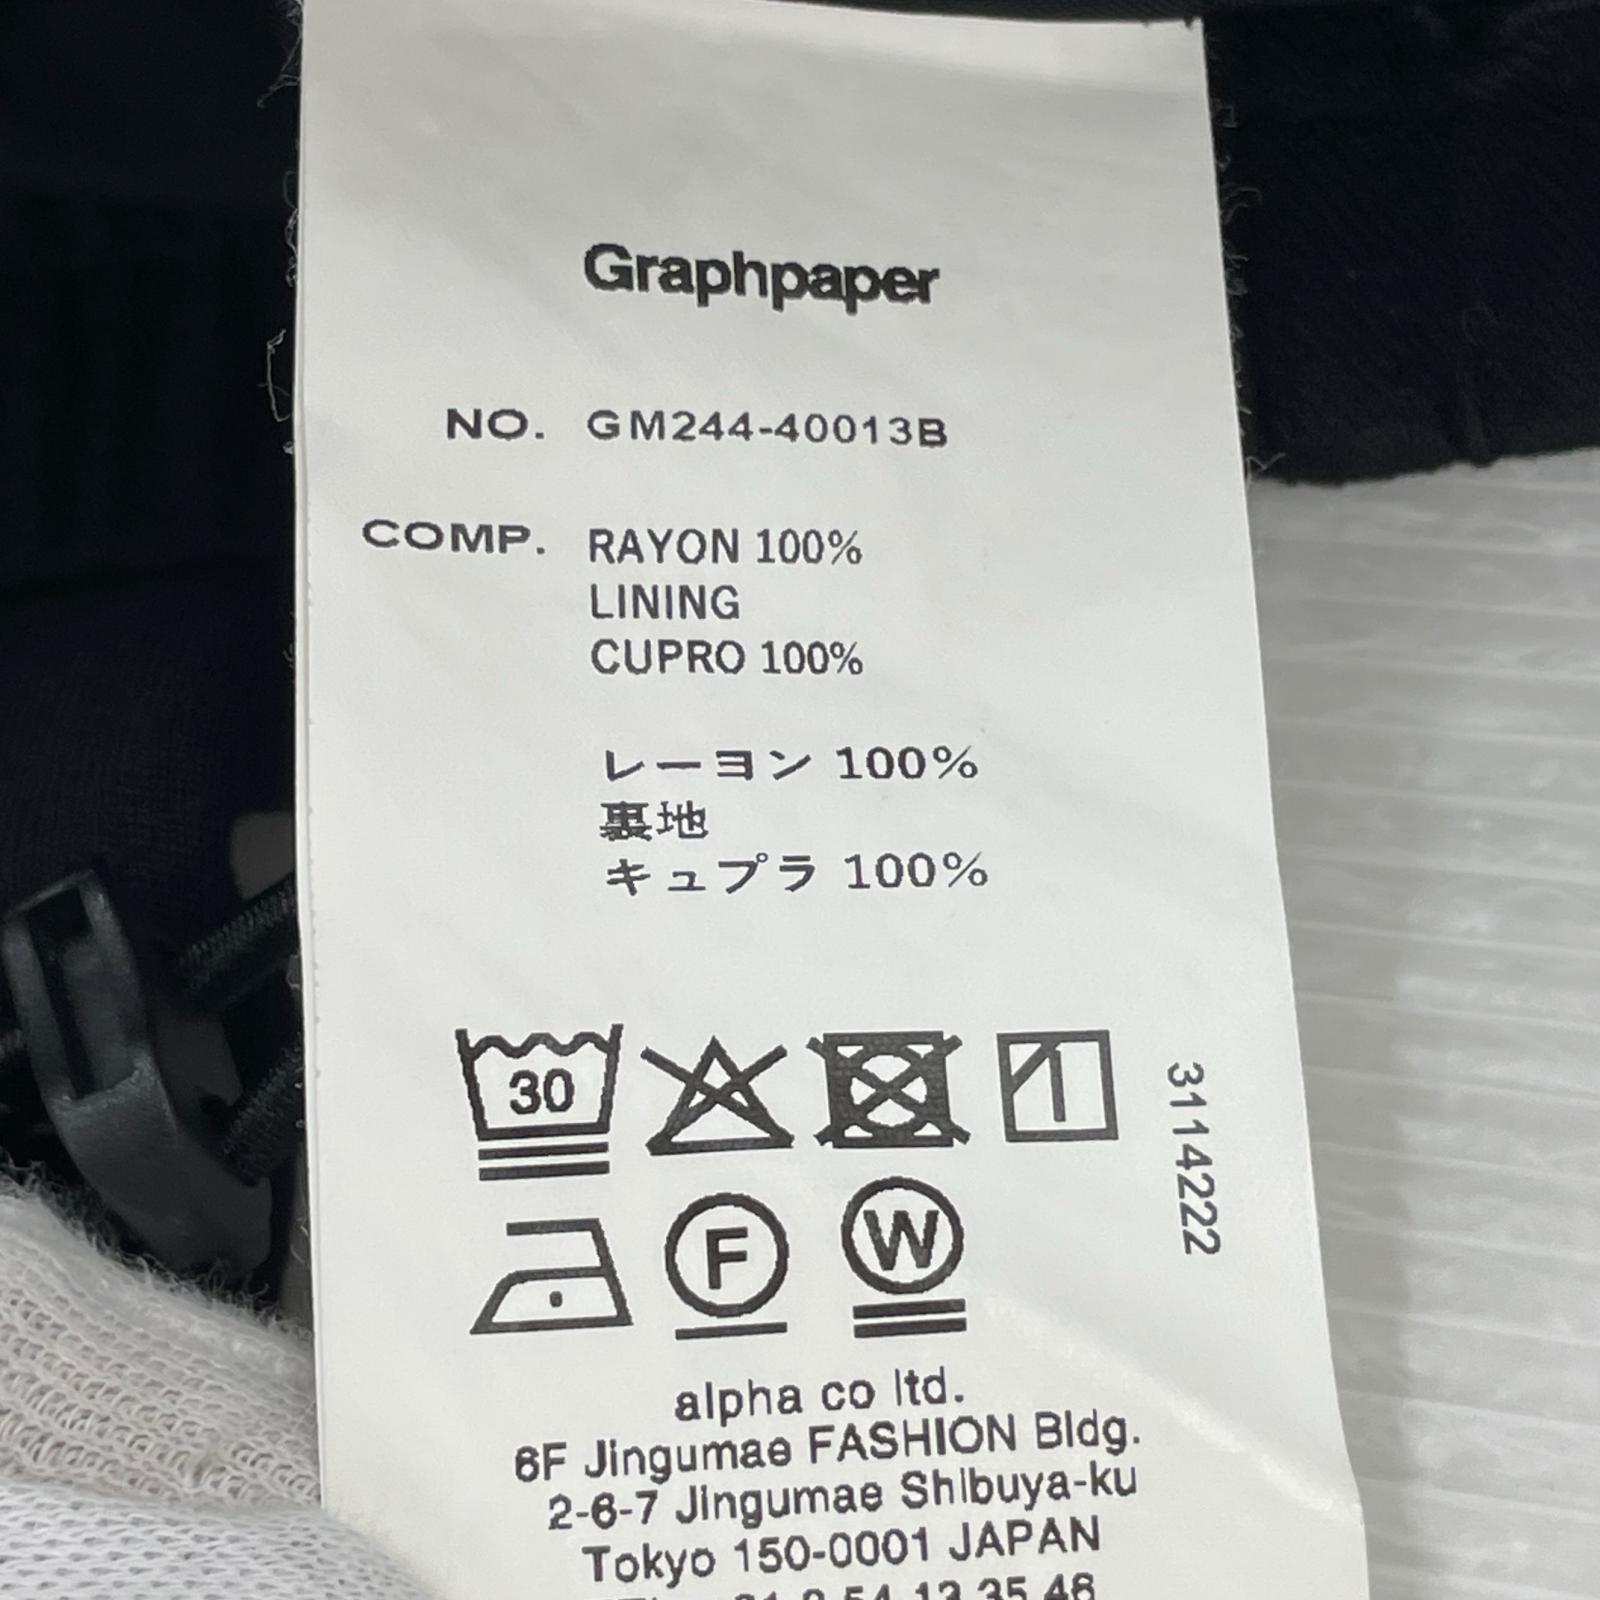 Graphpaper
NO. GM244-40013B
COMP. RAYON 100%
LINING
CUPRO 100%
レーヨン 100%
裏地
キュプラ 100%
30
F
W
3114222
alpha co ltd.
6F Jingumae FASHION Bldg.
2-6-7 Jingumae Shibuya-ku
Tokyo 150-0001 JAPAN